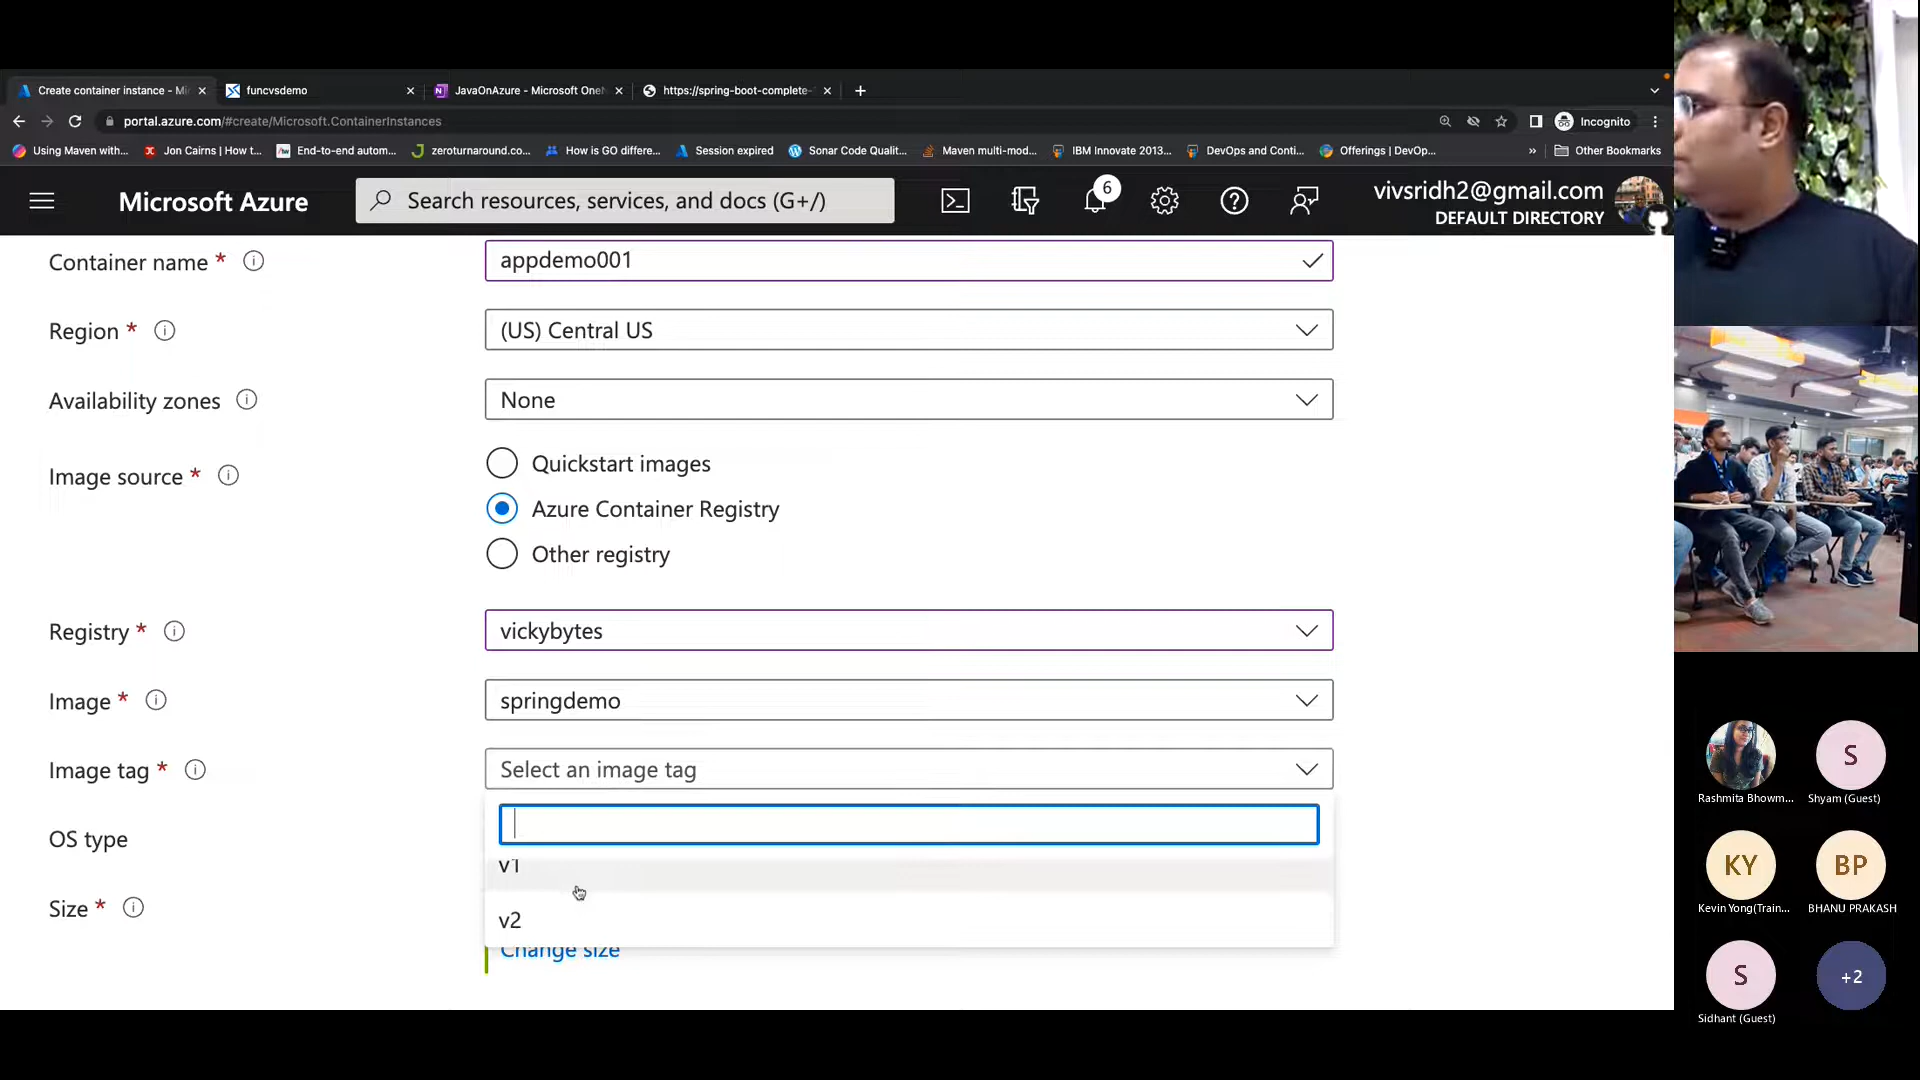 Create container instance - Mi
funcvsdemo
JavaOnAzure - Microsoft OneN
https://spring-boot-complete-
portal.azure.com/#create/Microsoft.ContainerInstances
Incognito
Using Maven with...
Jon Cairns | How t...
End-to-end autom...
zeroturnaround.co...
How is GO differe...
Session expired
Sonar Code Qualit...
Maven multi-mod...
IBM Innovate 2013...
DevOps and Conti...
Offerings | DevOp...
»
Other Bookmarks
Microsoft Azure
Search resources, services, and docs (G+/)
6
vivsridh2@gmail.com
DEFAULT DIRECTORY
Container name *
appdemo001
Region *
(US) Central US
Availability zones
None
Image source *
Quickstart images
Azure Container Registry
Other registry
Registry *
vickybytes
Image *
springdemo
Image tag *
Select an image tag
OS type
v1
Size *
v2
Change size
Rashmita Bhowm...
S
Shyam (Guest)
KY
Kevin Yong(Train...
BP
BHANU PRAKASH
S
Sidhant (Guest)
+2